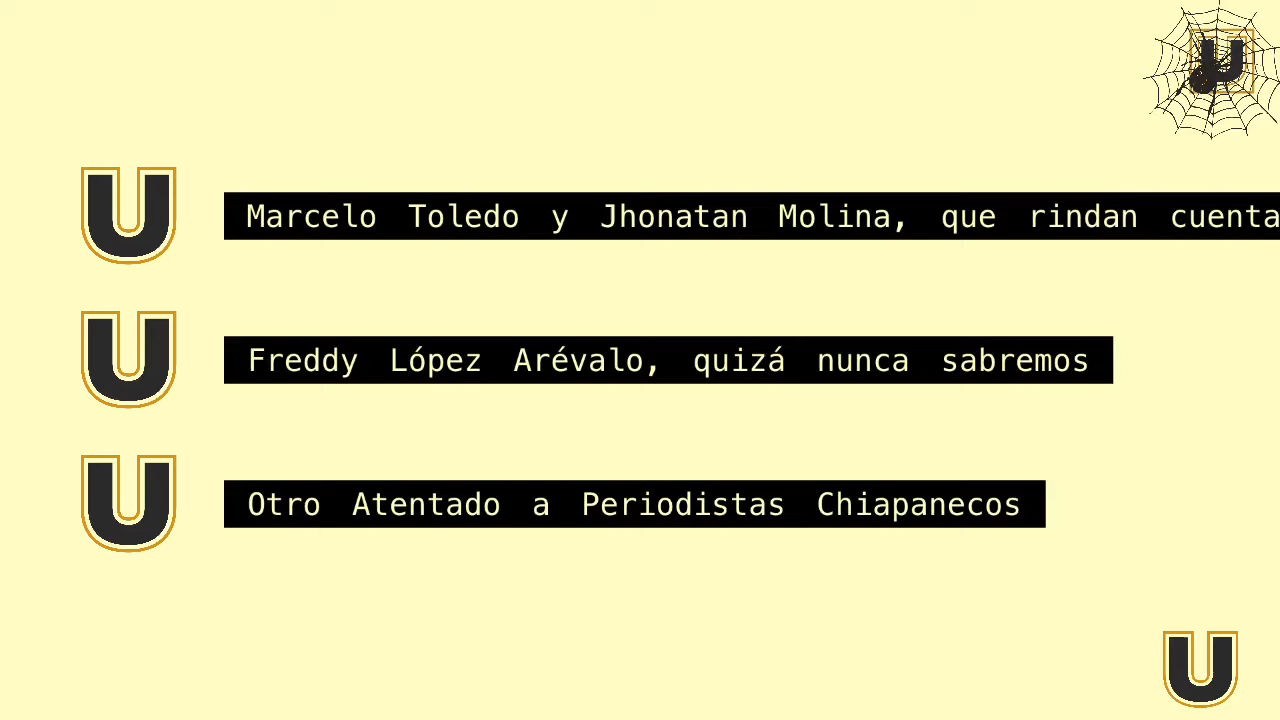 U
U Marcelo Toledo y Jhonatan Molina, que rindan cuenta
U Freddy López Arévalo, quizá nunca sabremos
U Otro Atentado a Periodistas Chiapanecos
U